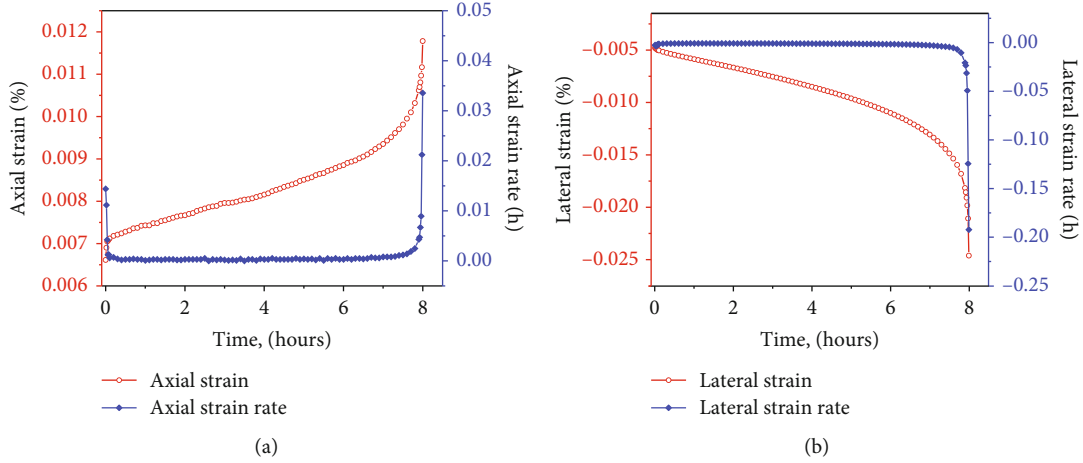 0.012
0.011
0.010
0.009
0.008
0.007
0.006
Axial strain (%)
0.05
0.04
0.03
0.02
0.01
0.00
Axial strain rate (h)
0 2 4 6 8
Time, (hours)
Axial strain
Axial strain rate
(a)
−0.005
−0.010
−0.015
−0.020
−0.025
Lateral strain (%)
0.00
−0.05
−0.10
−0.15
−0.20
−0.25
Lateral strain rate (h)
0 2 4 6 8
Time, (hours)
Lateral strain
Lateral strain rate
(b)